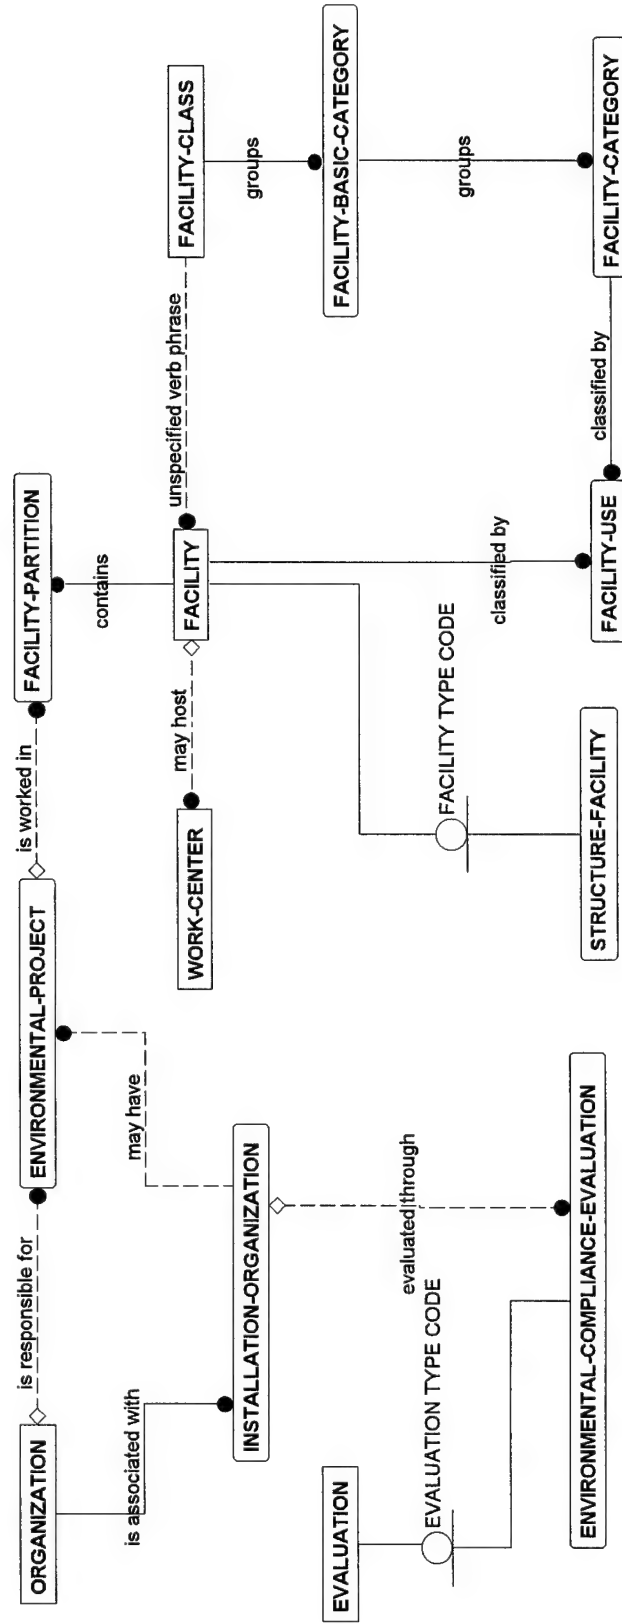 ORGANIZATION
is responsible for
ENVIRONMENTAL-PROJECT
is worked in
FACILITY-PARTITION
is associated with
may have
contains
INSTALLATION-ORGANIZATION
WORK-CENTER
may host
FACILITY
unspecified verb phrase
FACILITY-CLASS
groups
EVALUATION
EVALUATION TYPE CODE
evaluated through
FACILITY TYPE CODE
classified by
FACILITY-BASIC-CATEGORY
groups
ENVIRONMENTAL-COMPLIANCE-EVALUATION
STRUCTURE-FACILITY
FACILITY-USE
classified by
FACILITY-CATEGORY